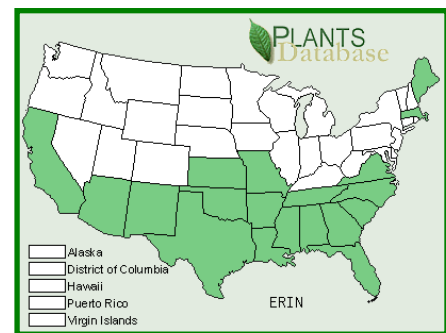 PLANTS
Database
Alaska
District of Columbia
Hawaii
Puerto Rico
Virgin Islands
ERIN